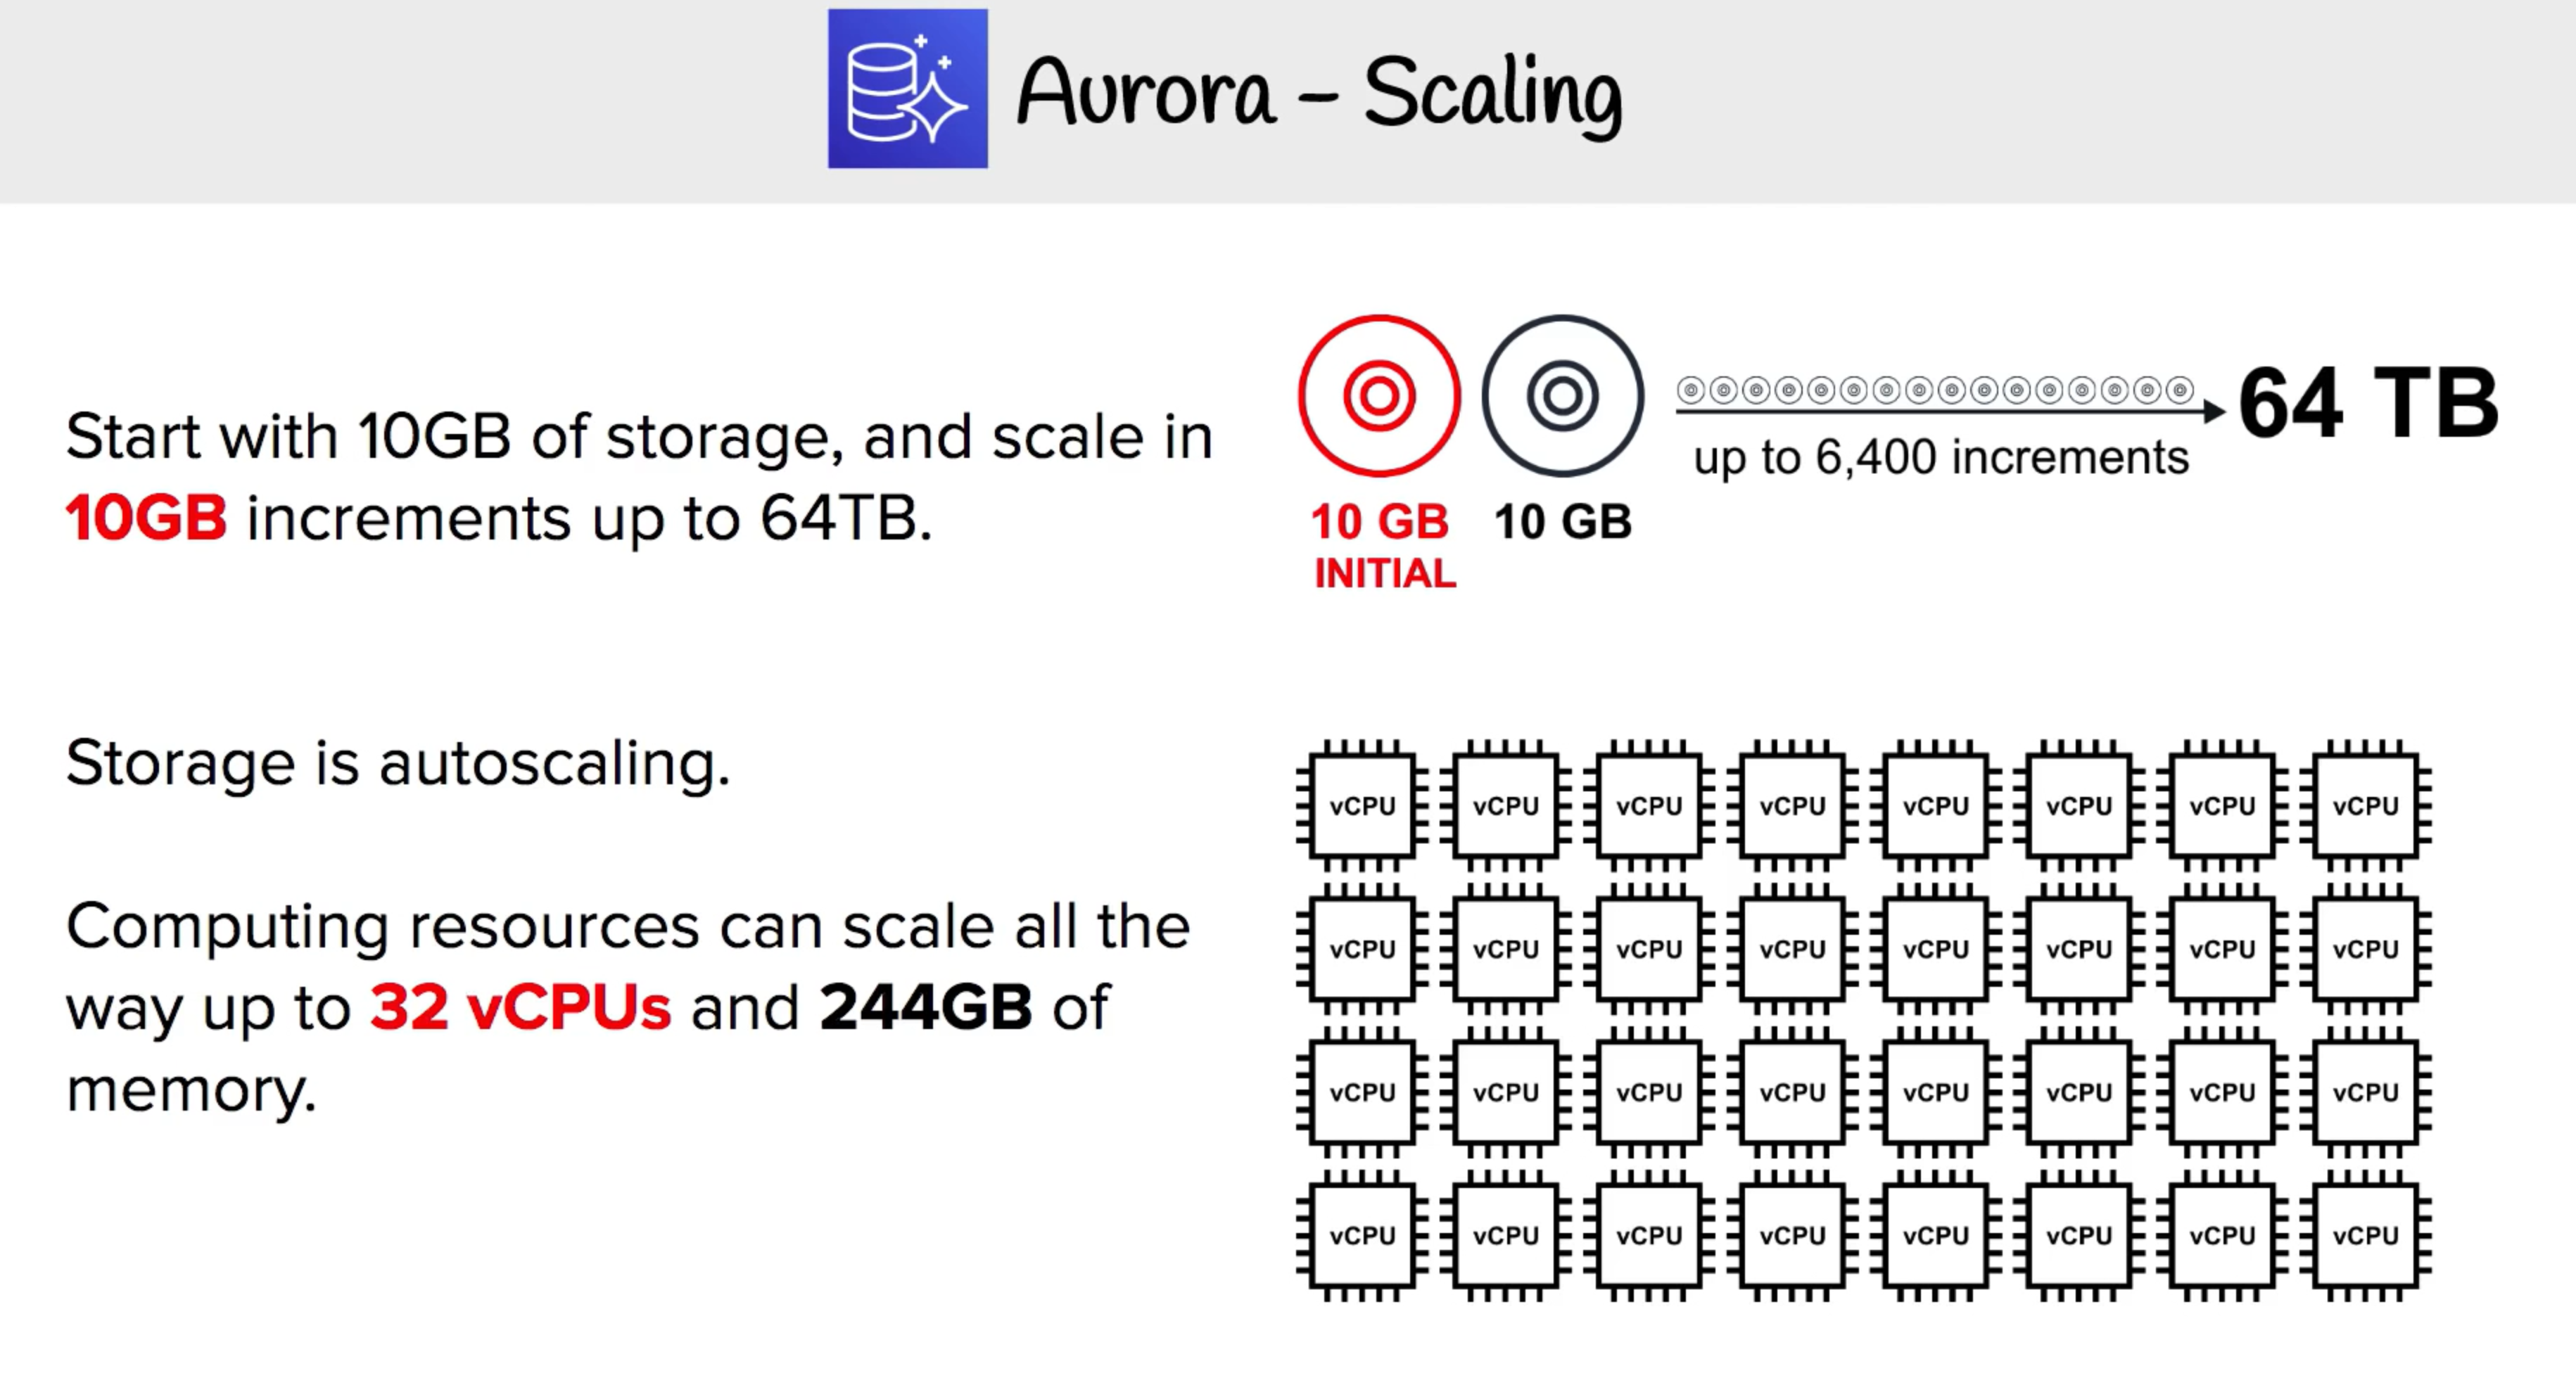 Aurora – Scaling
Start with 10GB of storage, and scale in
10GB increments up to 64TB.
10 GB
INITIAL
10 GB
up to 6,400 increments
64 TB
Storage is autoscaling.
Computing resources can scale all the
way up to 32 vCPUs and 244GB of
memory.
vCPU vCPU vCPU vCPU vCPU vCPU vCPU vCPU
vCPU vCPU vCPU vCPU vCPU vCPU vCPU vCPU
vCPU vCPU vCPU vCPU vCPU vCPU vCPU vCPU
vCPU vCPU vCPU vCPU vCPU vCPU vCPU vCPU